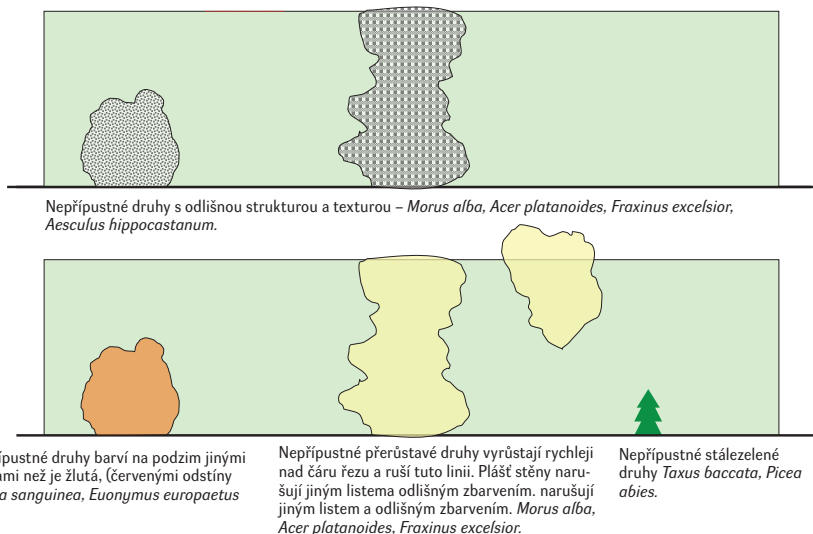 Nepřípustné druhy s odlišnou strukturou a texturou – Morus alba, Acer platanoides, Fraxinus excelsior,
Aesculus hippocastanum.
ípustné druhy barví na podzim jinými
ami než je žlutá, (červenými odstíny
a sanguinea, Euonymus europaetus
Nepřípustné přerůstavé druhy vyrůstají rychleji
nad čáru řezu a ruší tuto linii. Plášť stěny naru-
šují jiným listema odlišným zbarvením. narušují
jiným listem a odlišným zbarvením. Morus alba,
Acer platanoides, Fraxinus excelsior.
Nepřípustné stálezelené
druhy Taxus baccata, Picea
abies.